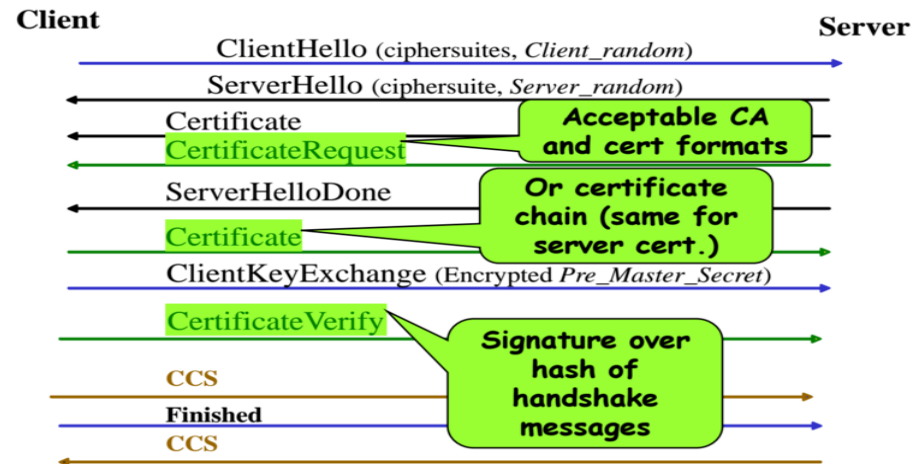 Client
Server
ClientHello (ciphersuites, Client_random)
ServerHello (ciphersuite, Server_random)
Certificate
Acceptable CA
and cert formats
CertificateRequest
ServerHelloDone
Or certificate
chain (same for
server cert.)
Certificate
ClientKeyExchange (Encrypted Pre_Master_Secret)
CertificateVerify
Signature over
hash of
handshake
messages
CCS
Finished
CCS